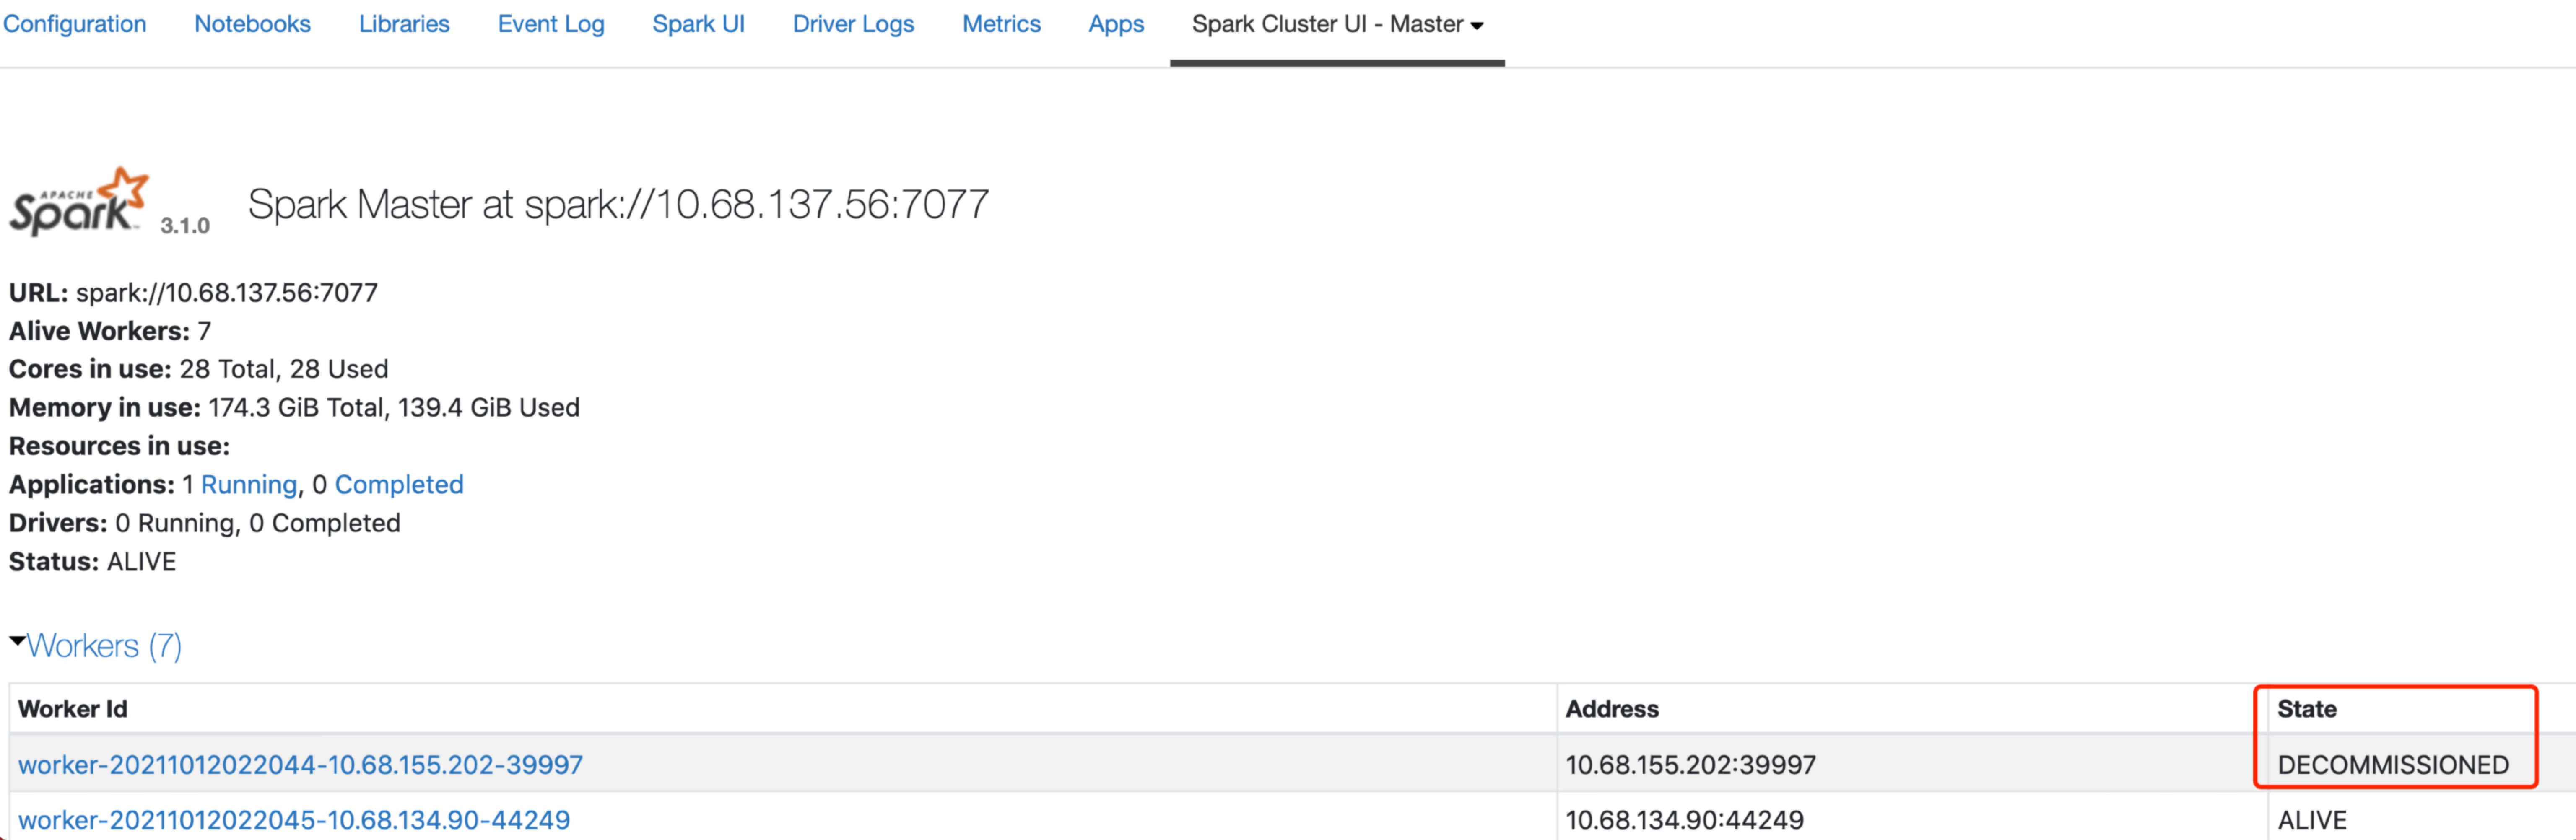 Configuration Notebooks Libraries Event Log Spark UI Driver Logs Metrics Apps Spark Cluster UI - Master
APACHE
Spark 3.1.0 Spark Master at spark://10.68.137.56:7077
URL: spark://10.68.137.56:7077
Alive Workers: 7
Cores in use: 28 Total, 28 Used
Memory in use: 174.3 GiB Total, 139.4 GiB Used
Resources in use:
Applications: 1 Running, 0 Completed
Drivers: 0 Running, 0 Completed
Status: ALIVE
Workers (7)
Worker Id Address State
worker-20211012022044-10.68.155.202-39997 10.68.155.202:39997 DECOMMISSIONED
worker-20211012022045-10.68.134.90-44249 10.68.134.90:44249 ALIVE